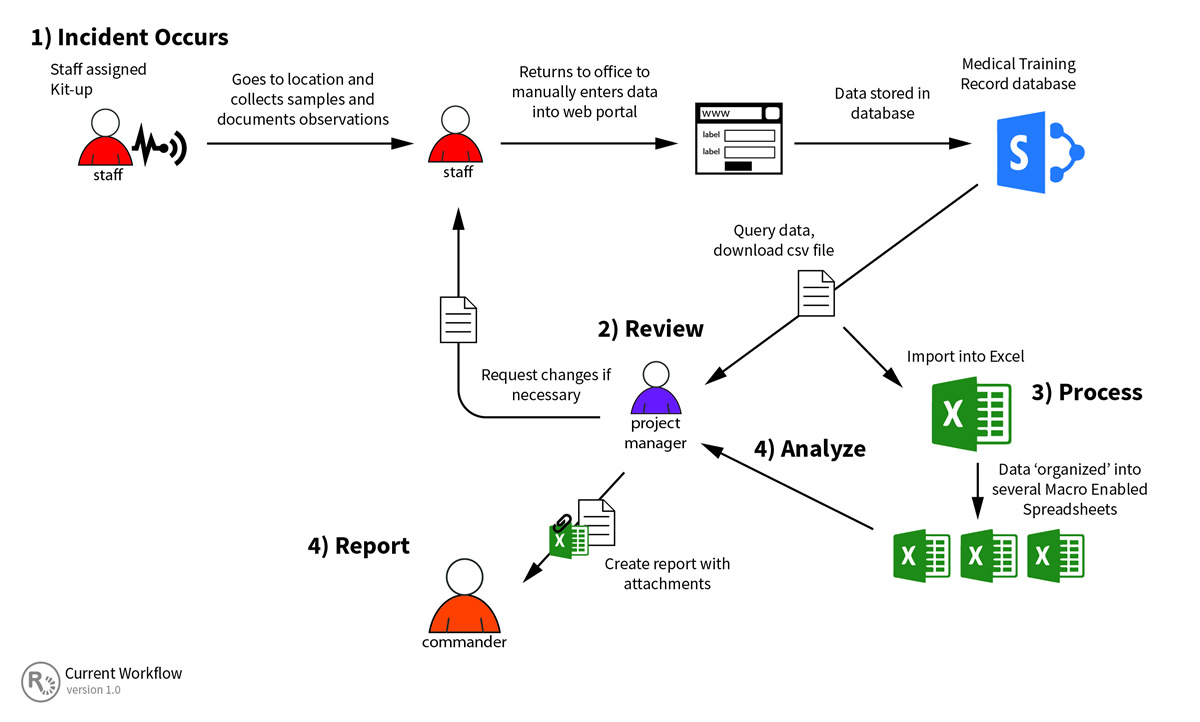 1) Incident Occurs
Staff assigned
Kit-up
staff
Goes to location and
collects samples and
documents observations
staff
Returns to office to
manually enters data
into web portal
www
label
label
Data stored in
database
Medical Training
Record database
S
Query data,
download csv file
2) Review
Request changes if
necessary
project
manager
Import into Excel
X
3) Process
4) Analyze
Data ‘organized’ into
several Macro Enabled
Spreadsheets
X
X
X
4) Report
X
Create report with
attachments
commander
R
Current Workflow
version 1.0